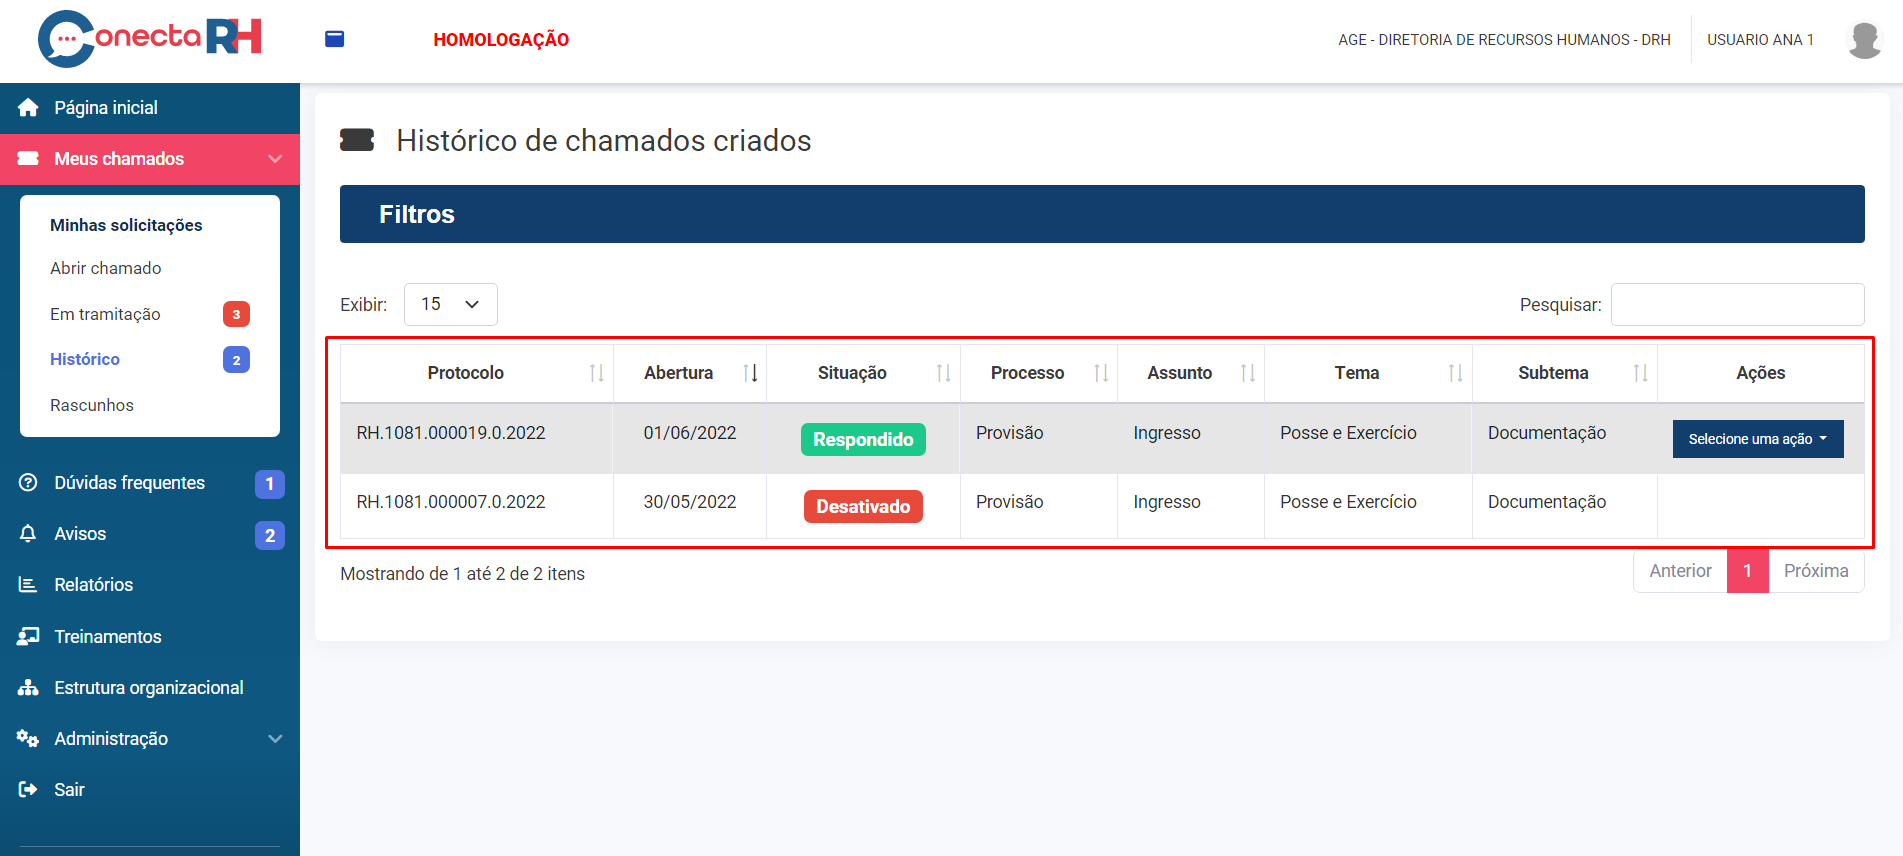 Conecta RH
HOMOLOGAÇÃO
AGE - DIRETORIA DE RECURSOS HUMANOS - DRH
USUARIO ANA 1
Página inicial
Meus chamados
Minhas solicitações
Abrir chamado
Em tramitação 3
Histórico 2
Rascunhos
Dúvidas frequentes 1
Avisos 2
Relatórios
Treinamentos
Estrutura organizacional
Administração
Sair
Histórico de chamados criados
Filtros
Exibir: 15
Pesquisar:
Protocolo Abertura Situação Processo Assunto Tema Subtema Ações
RH.1081.000019.0.2022 01/06/2022 Respondido Provisão Ingresso Posse e Exercício Documentação Selecione uma ação
RH.1081.000007.0.2022 30/05/2022 Desativado Provisão Ingresso Posse e Exercício Documentação
Mostrando de 1 até 2 de 2 itens
Anterior 1 Próxima